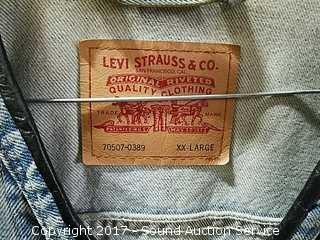 LEVI STRAUSS & CO.
SAN FRANCISCO, CAL.
ORIGINAL RIVETED
QUALITY CLOTHING
TRADE MARK
70507-0389 XX-LARGE
Copyright 2017 - Sound Auction Service